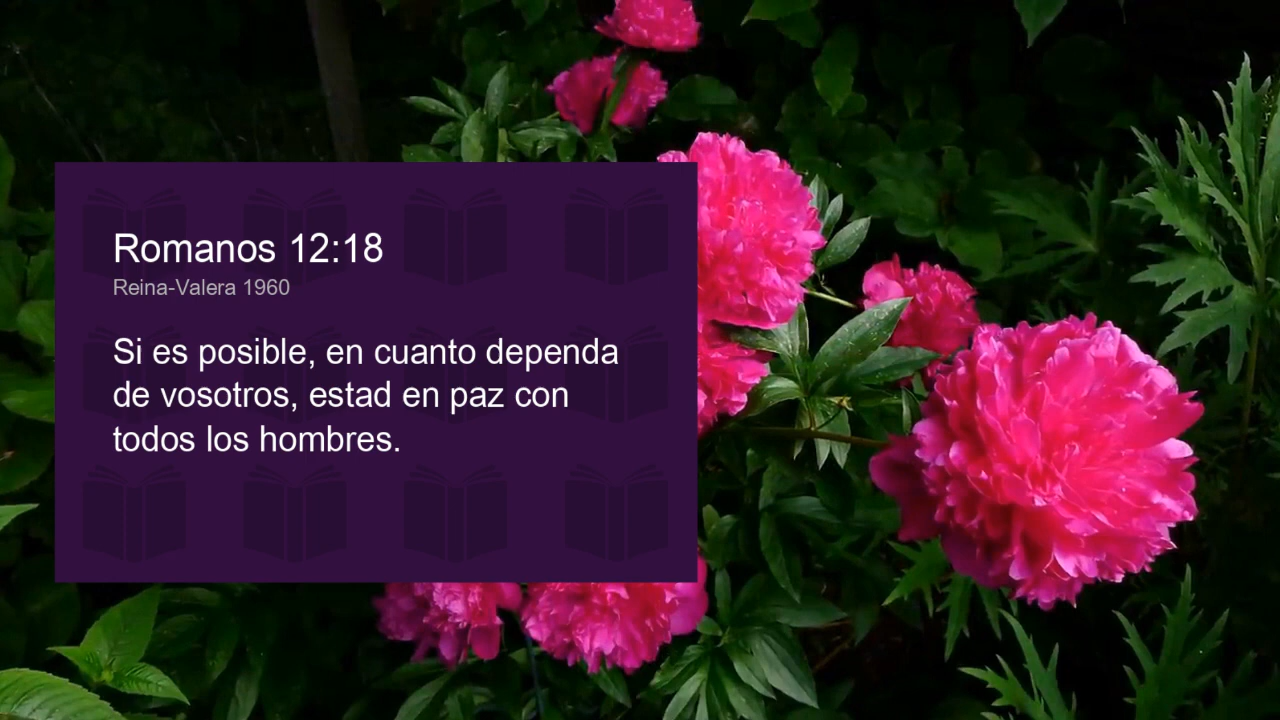 Romanos 12:18
Reina-Valera 1960
Si es posible, en cuanto dependa
de vosotros, estad en paz con
todos los hombres.